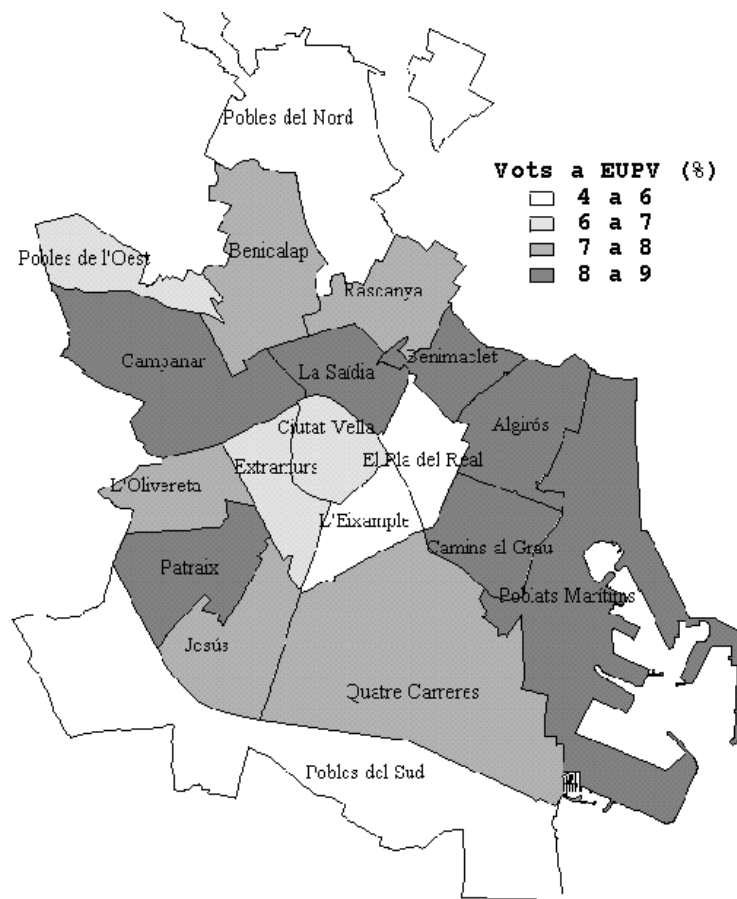 Pobles del Nord
Vots a EUPV (%)
4 a 6
6 a 7
7 a 8
8 a 9
Pobles de l'Oest
Benicalap
Rascanya
Campanar
La Saïdia
Benimaclet
Ciutat Vella
Algirós
Extramurs
El Pla del Real
L'Olivereta
L'Eixample
Camins al Grau
Patraix
Poblats Marítims
Jesús
Quatre Carreres
Pobles del Sud